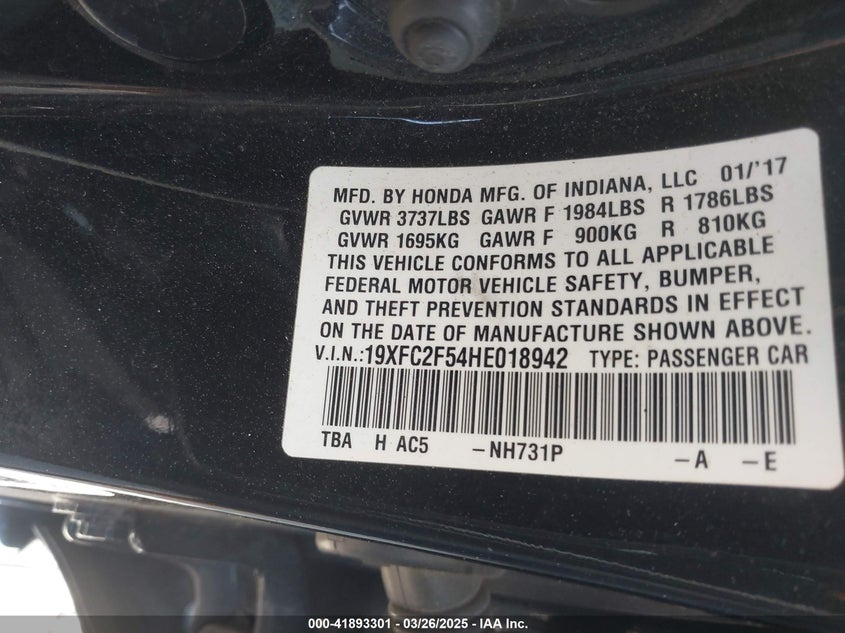 MFD. BY HONDA MFG. OF INDIANA, LLC 01/'17
GVWR 3737LBS GAWR F 1984LBS R 1786LBS
GVWR 1695KG GAWR F 900KG R 810KG
THIS VEHICLE CONFORMS TO ALL APPLICABLE
FEDERAL MOTOR VEHICLE SAFETY, BUMPER,
AND THEFT PREVENTION STANDARDS IN EFFECT
ON THE DATE OF MANUFACTURE SHOWN ABOVE.
V.I.N.:19XFC2F54HE018942 TYPE: PASSENGER CAR
TBA H AC5 -NH731P -A -E
000-41893301 - 03/26/2025 - IAA Inc.